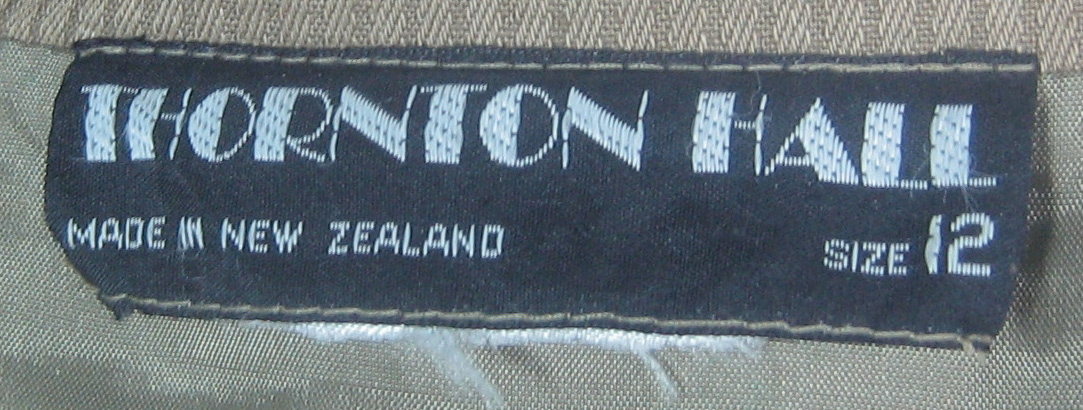 THORNTON HALL
MADE IN NEW ZEALAND
SIZE 12